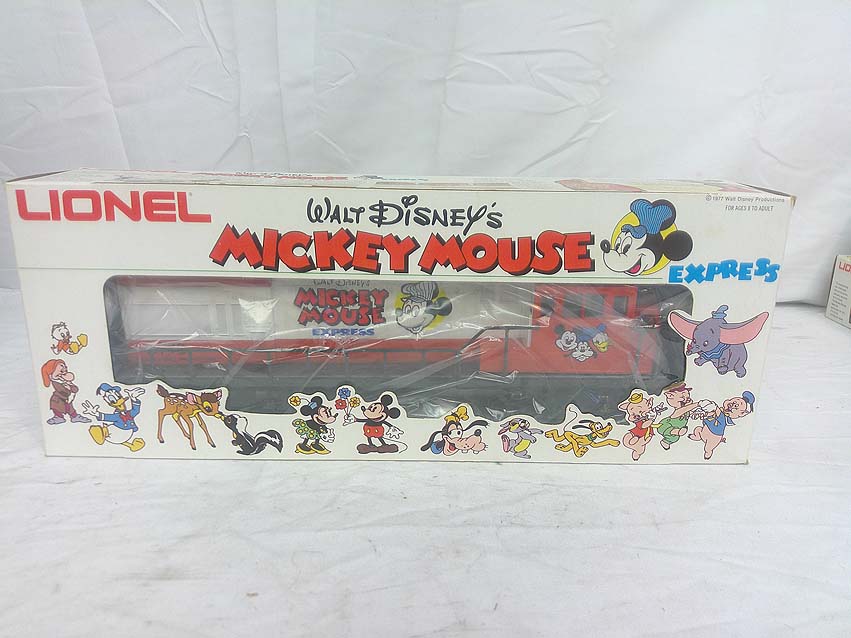 LIONEL
WALT DISNEY'S
MICKEY MOUSE
EXPRESS
© 1977 Walt Disney Productions
FOR AGES 8 TO ADULT
WALT DISNEY'S
MICKEY
MOUSE
EXPRESS
LIO